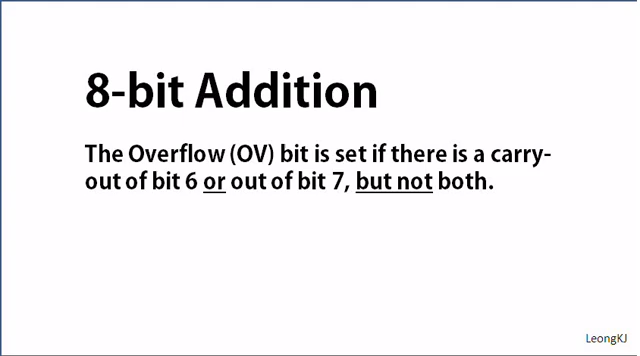 8-bit Addition
The Overflow (OV) bit is set if there is a carry-
out of bit 6 or out of bit 7, but not both.
LeongKJ